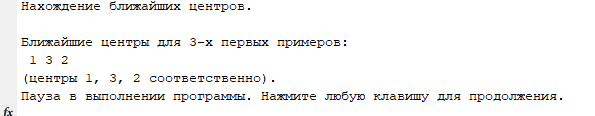 Нахождение ближайших центров.
Ближайшие центры для 3-х первых примеров:
1 3 2
(центры 1, 3, 2 соответственно).
Пауза в выполнении программы. Нажмите любую клавишу для продолжения.
fx